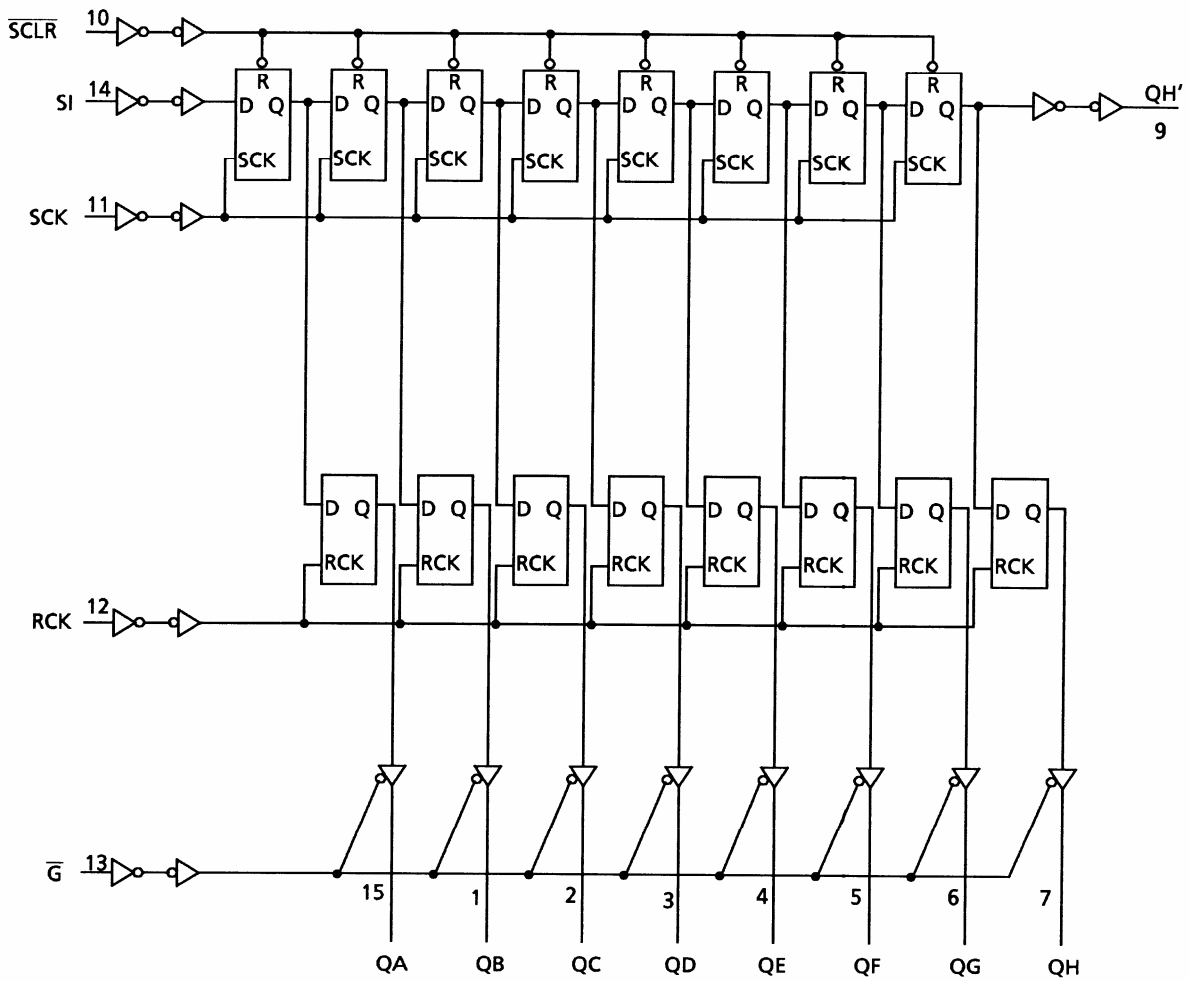 SCLR 10
R R R R R R R R
SI 14 D Q D Q D Q D Q D Q D Q D Q D Q QH'
9
SCK SCK SCK SCK SCK SCK SCK SCK
SCK 11
D Q D Q D Q D Q D Q D Q D Q D Q
RCK RCK RCK RCK RCK RCK RCK RCK
RCK 12
G 13
15 1 2 3 4 5 6 7
QA QB QC QD QE QF QG QH